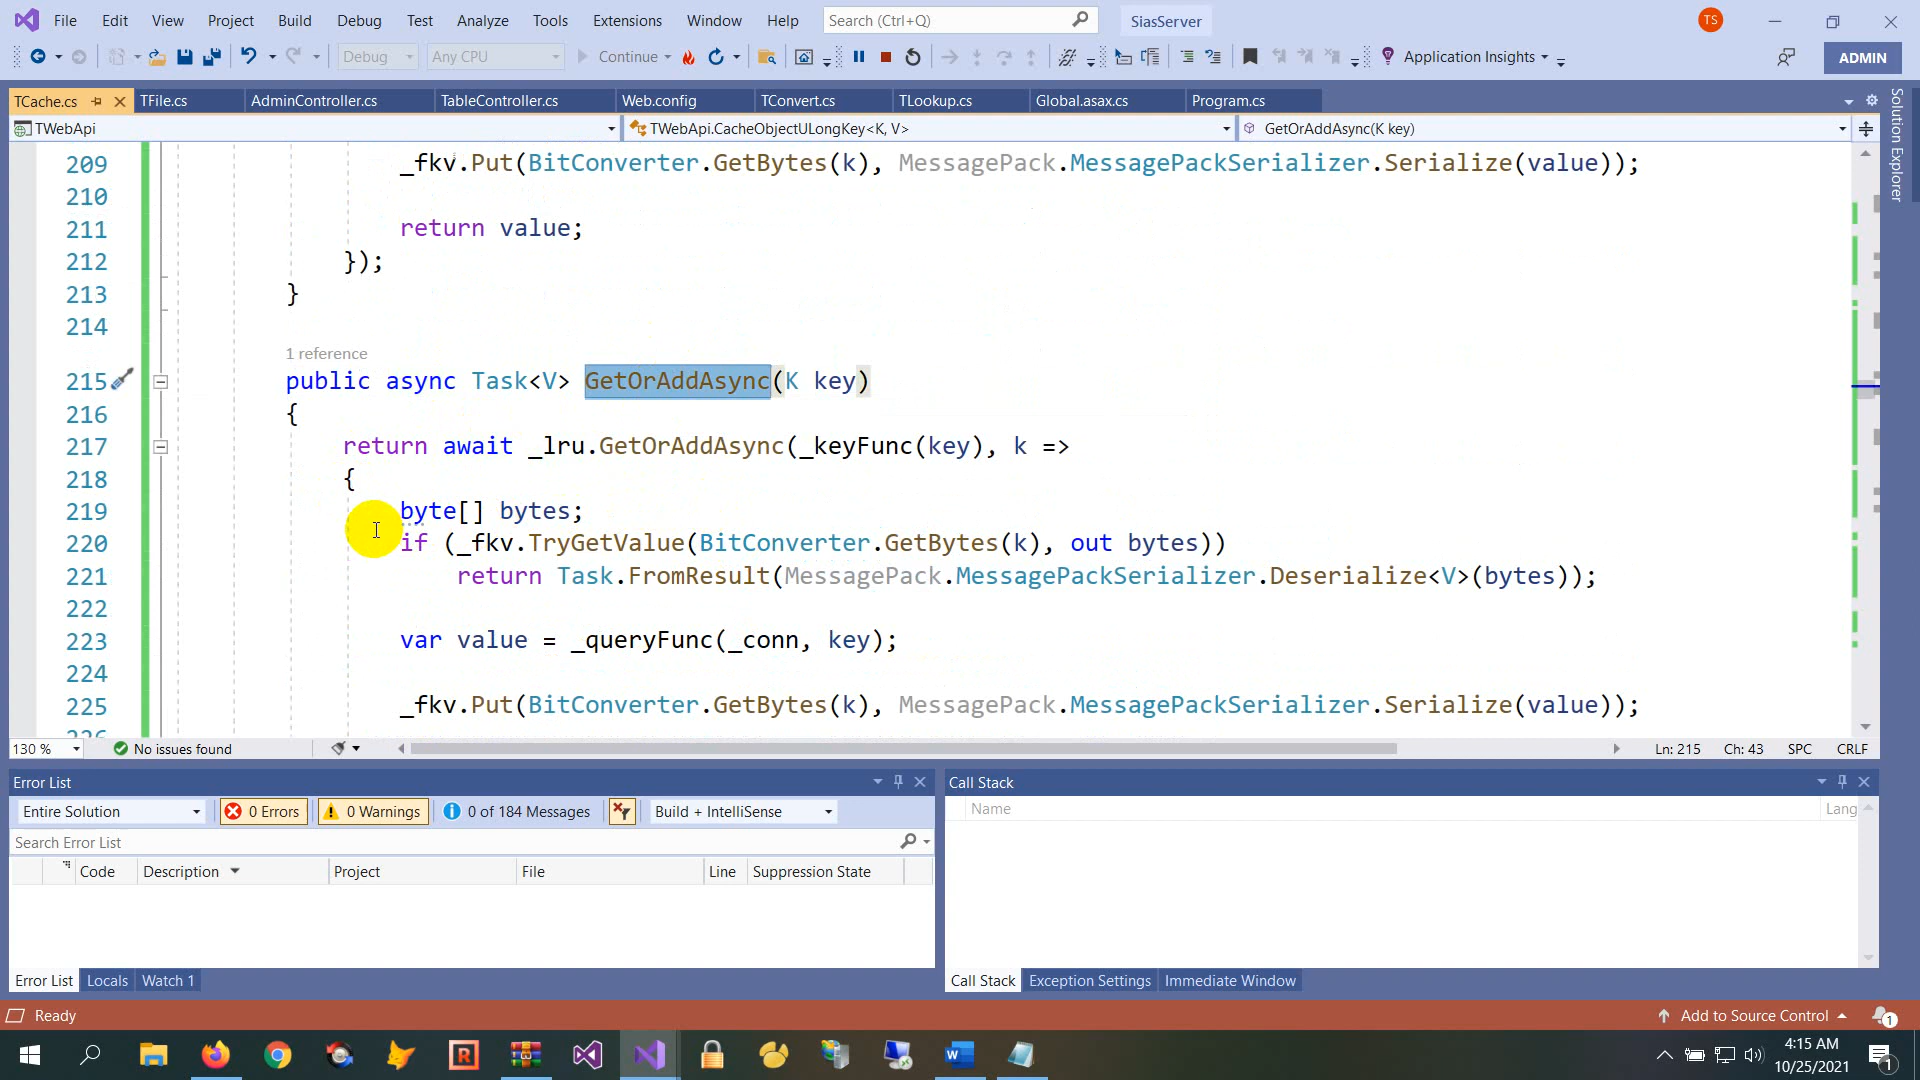 File Edit View Project Build Debug Test Analyze Tools Extensions Window Help Search (Ctrl+Q) SiasServer TS
Debug Any CPU Continue Application Insights ADMIN
TCache.cs TFile.cs AdminController.cs TableController.cs Web.config TConvert.cs TLookup.cs Global.asax.cs Program.cs
Solution Explorer
TWebApi TWebApi.CacheObjectULongKey<K, V> GetOrAddAsync(K key)
209 _fkv.Put(BitConverter.GetBytes(k), MessagePack.MessagePackSerializer.Serialize(value));
210
211 return value;
212 });
213 }
214
1 reference
215 public async Task<V> GetOrAddAsync(K key)
216 {
217 return await _lru.GetOrAddAsync(_keyFunc(key), k =>
218 {
219 byte[] bytes;
220 if (_fkv.TryGetValue(BitConverter.GetBytes(k), out bytes))
221 return Task.FromResult(MessagePack.MessagePackSerializer.Deserialize<V>(bytes));
222
223 var value = _queryFunc(_conn, key);
224
225 _fkv.Put(BitConverter.GetBytes(k), MessagePack.MessagePackSerializer.Serialize(value));
130 % No issues found Ln: 215 Ch: 43 SPC CRLF
Error List
Entire Solution 0 Errors 0 Warnings 0 of 184 Messages Build + IntelliSense
Search Error List
Code Description Project File Line Suppression State
Error List Locals Watch 1
Call Stack
Name Lang
Call Stack Exception Settings Immediate Window
Ready Add to Source Control 1
4:15 AM
10/25/2021 1